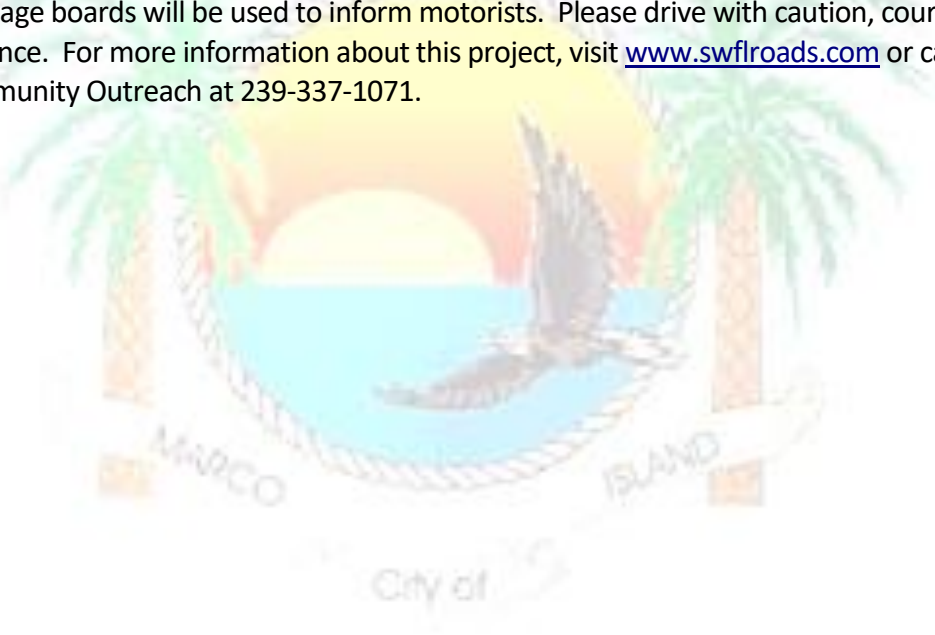 age boards will be used to inform motorists.  Please drive with caution, cour
nce.  For more information about this project, visit www.swflroads.com or ca
munity Outreach at 239-337-1071.
MARCO
ISLAND
City of